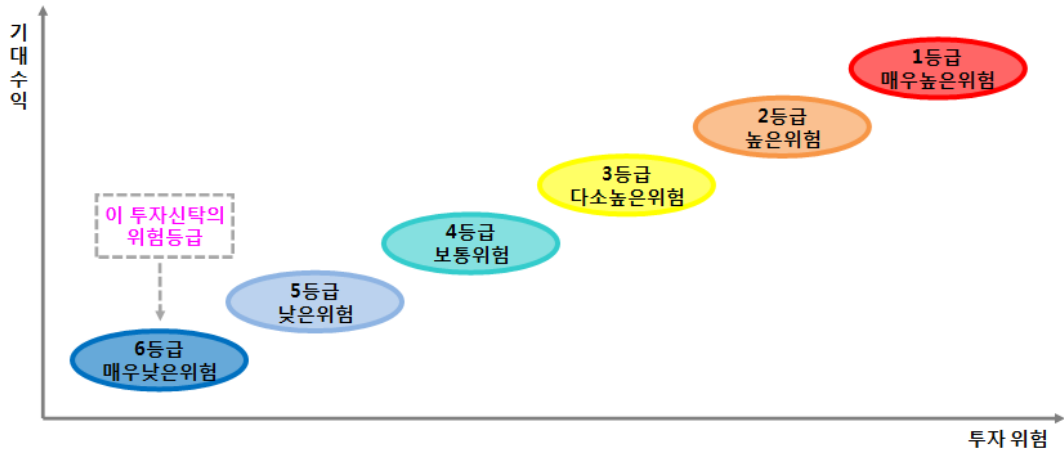 기대수익
1등급
매우높은위험
2등급
높은위험
3등급
다소높은위험
이 투자신탁의
위험등급
4등급
보통위험
5등급
낮은위험
6등급
매우낮은위험
투자 위험